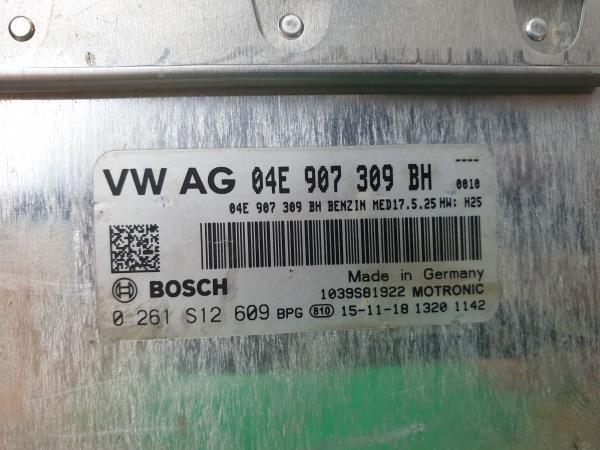 VW AG 04E 907 309 BH ----
0010
04E 907 309 BH BENZIN MED17.5.25 HW: H25
Made in Germany
BOSCH 1039S81922 MOTRONIC
0 261 S12 609 BPG 810 15-11-18 1320 1142